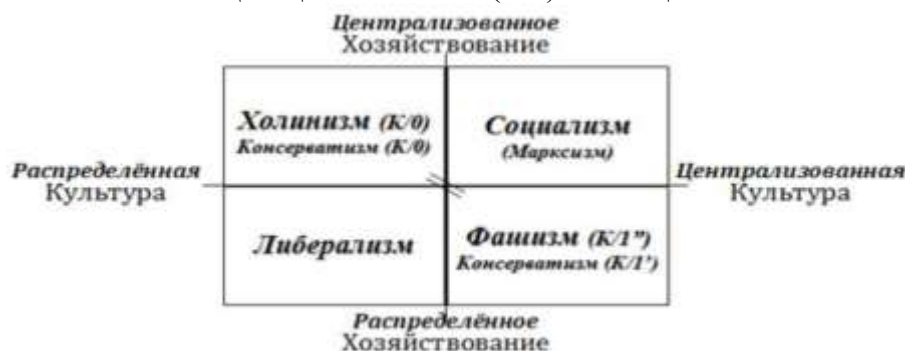 Централизованное
Хозяйствование
Холинизм (К/0)
Консерватизм (К/0)
Социализм
(Марксизм)
Распределённая
Культура
Централизованная
Культура
Либерализм
Фашизм (К/1”)
Консерватизм (К/1’)
Распределённое
Хозяйствование